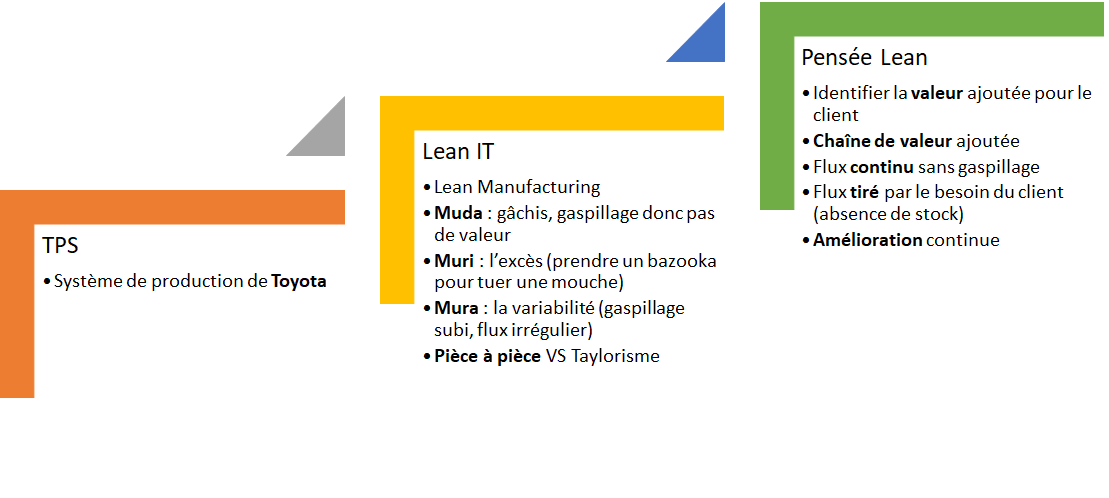 TPS
•Système de production de Toyota
Lean IT
•Lean Manufacturing
•Muda : gâchis, gaspillage donc pas
de valeur
•Muri : l’excès (prendre un bazooka
pour tuer une mouche)
•Mura : la variabilité (gaspillage
subi, flux irrégulier)
•Pièce à pièce VS Taylorisme
Pensée Lean
•Identifier la valeur ajoutée pour le
client
•Chaîne de valeur ajoutée
•Flux continu sans gaspillage
•Flux tiré par le besoin du client
(absence de stock)
•Amélioration continue